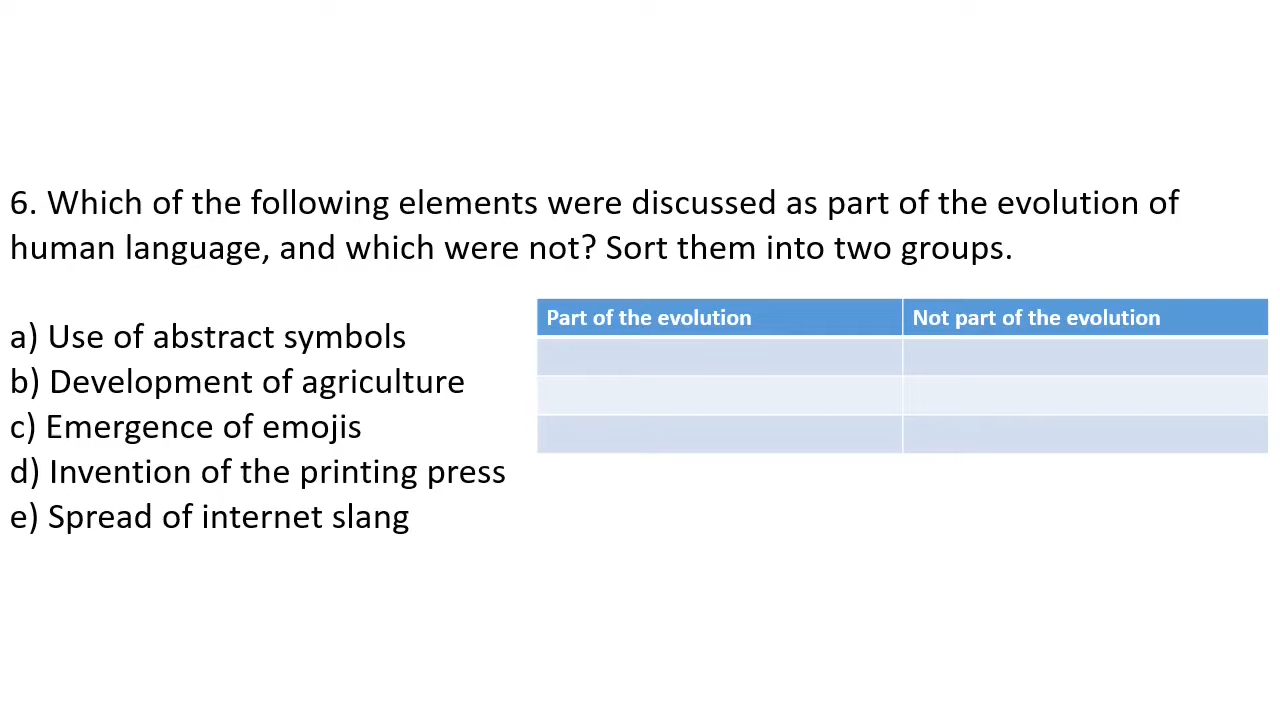 6. Which of the following elements were discussed as part of the evolution of
human language, and which were not? Sort them into two groups.
a) Use of abstract symbols
b) Development of agriculture
c) Emergence of emojis
d) Invention of the printing press
e) Spread of internet slang
Part of the evolution
Not part of the evolution